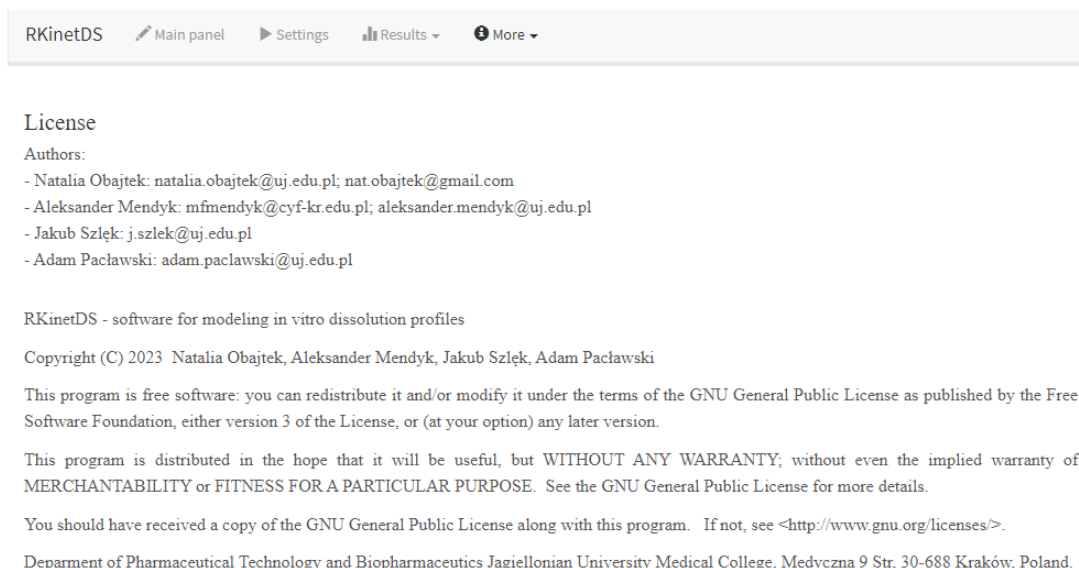 RKinetDS Main panel Settings Results More
License
Authors:
- Natalia Obajtek: natalia.obajtek@uj.edu.pl; nat.obajtek@gmail.com
- Aleksander Mendyk: mfmendyk@cyf-kr.edu.pl; aleksander.mendyk@uj.edu.pl
- Jakub Szlęk: j.szlek@uj.edu.pl
- Adam Pacławski: adam.paclawski@uj.edu.pl
RKinetDS - software for modeling in vitro dissolution profiles
Copyright (C) 2023 Natalia Obajtek, Aleksander Mendyk, Jakub Szlęk, Adam Pacławski
This program is free software: you can redistribute it and/or modify it under the terms of the GNU General Public License as published by the Free
Software Foundation, either version 3 of the License, or (at your option) any later version.
This program is distributed in the hope that it will be useful, but WITHOUT ANY WARRANTY; without even the implied warranty of
MERCHANTABILITY or FITNESS FOR A PARTICULAR PURPOSE. See the GNU General Public License for more details.
You should have received a copy of the GNU General Public License along with this program. If not, see <http://www.gnu.org/licenses/>.
Deparment of Pharmaceutical Technology and Biopharmaceutics Jagiellonian University Medical College, Medyczna 9 Str, 30-688 Kraków, Poland.